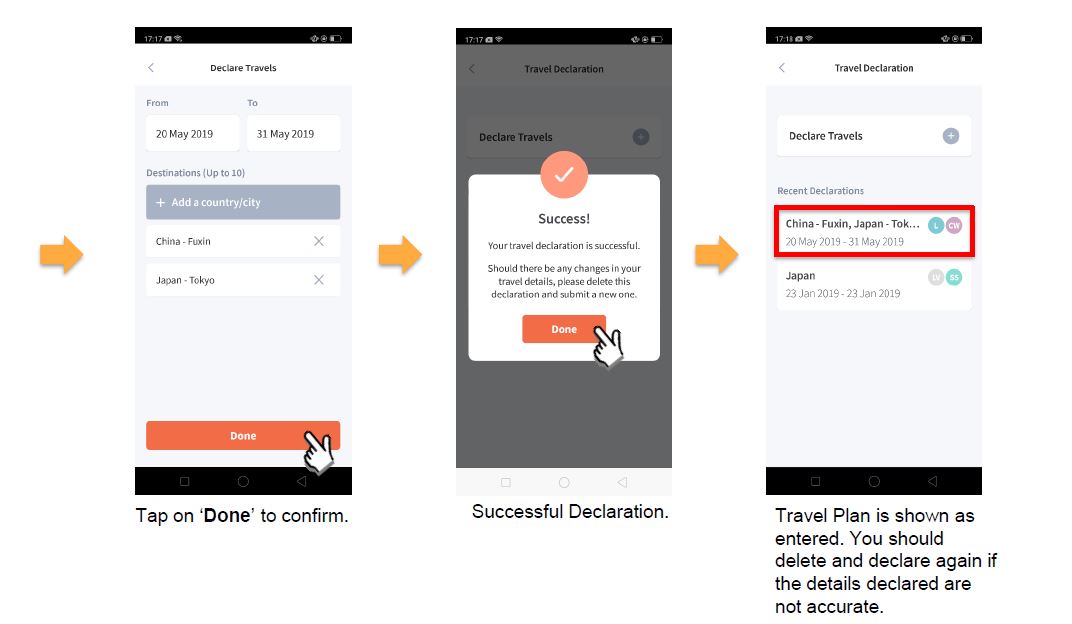 17:17
Declare Travels
From
To
20 May 2019
31 May 2019
Destinations (Up to 10)
+ Add a country/city
China - Fuxin
Japan - Tokyo
Done
Tap on ‘Done’ to confirm.
17:17
Travel Declaration
Declare Travels
Success!
Your travel declaration is successful.
Should there be any changes in your
travel details, please delete this
declaration and submit a new one.
Done
Successful Declaration.
17:18
Travel Declaration
Declare Travels
Recent Declarations
China - Fuxin, Japan - Tok...
L
CW
20 May 2019 - 31 May 2019
Japan
LV
SS
23 Jan 2019 - 23 Jan 2019
Travel Plan is shown as
entered. You should
delete and declare again if
the details declared are
not accurate.